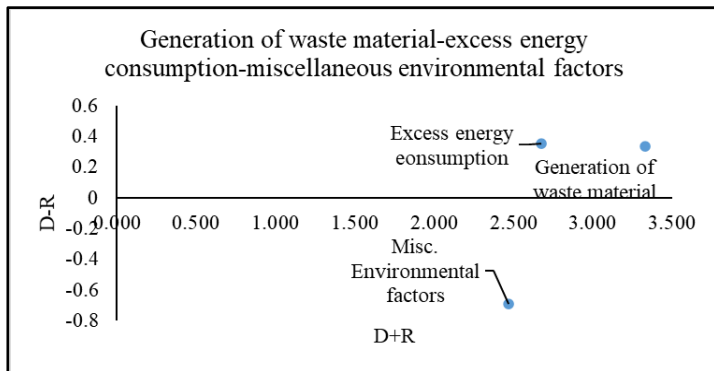 Generation of waste material-excess energy
consumption-miscellaneous environmental factors
0.6
0.4
0.2
0
-0.2
-0.4
-0.6
-0.8
D-R
0.000 0.500 1.000 1.500 2.000 2.500 3.000 3.500
Excess energy
eonsumption
Generation of
waste material
Misc.
Environmental
factors
D+R